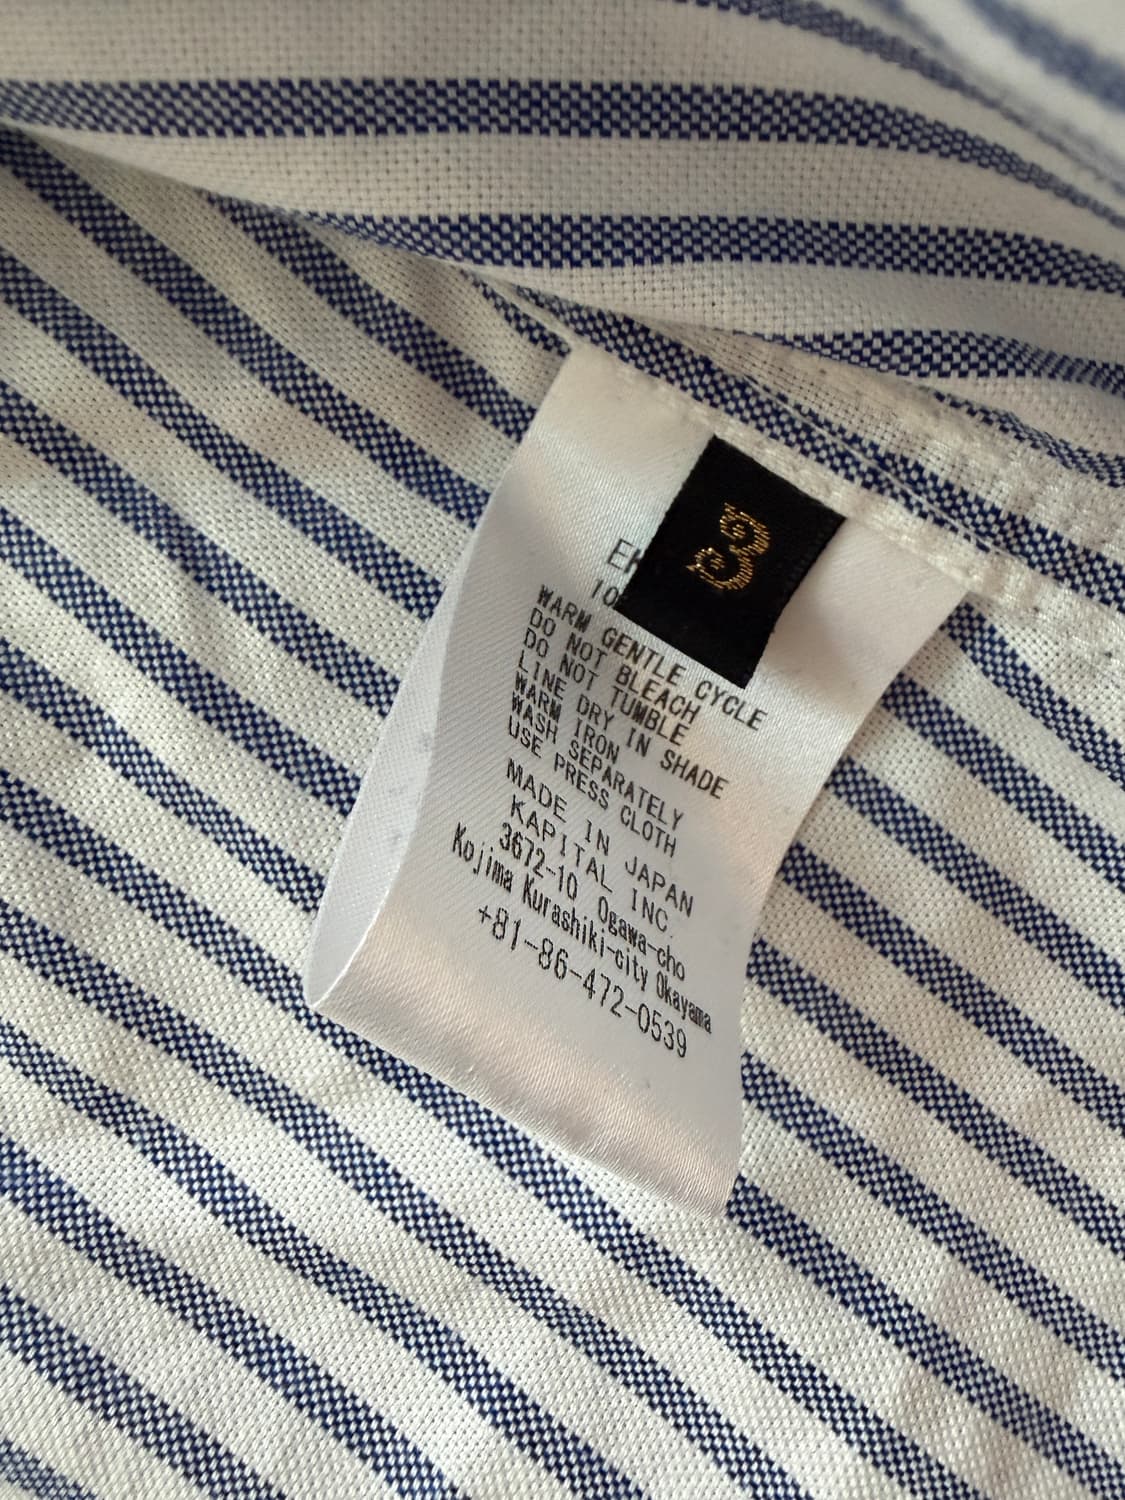 WARM GENTLE CYCLE
DO NOT BLEACH
DO NOT TUMBLE
LINE DRY IN SHADE
WARM IRON
WASH SEPARATELY
USE PRESS CLOTH
MADE IN JAPAN
KAPITAL INC.
3672-10 Ogawa-cho
Kojima Kurashiki-city Okayama
+81-86-472-0539